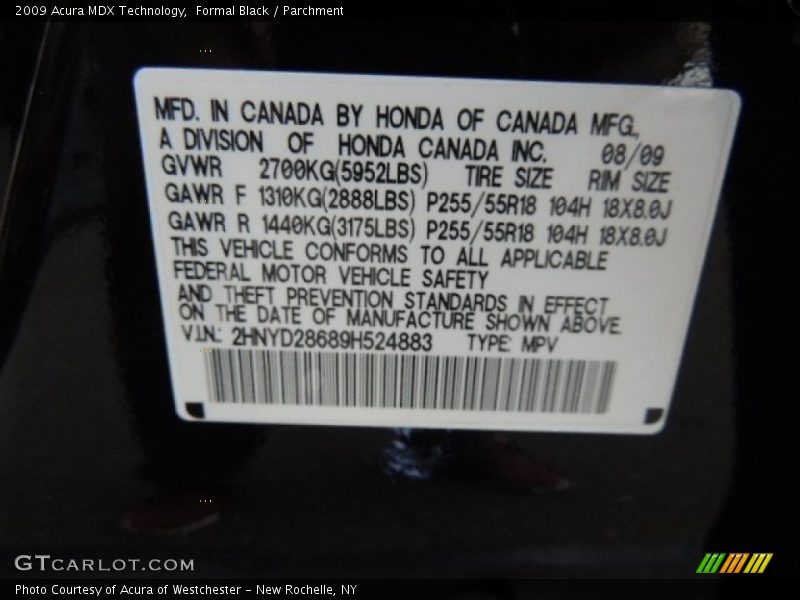 2009 Acura MDX Technology,  Formal Black / Parchment
MFD. IN CANADA BY HONDA OF CANADA MFG.,
A DIVISION OF HONDA CANADA INC. 08/09
GVWR 2700KG(5952LBS) TIRE SIZE RIM SIZE
GAWR F 1310KG(2888LBS) P255/55R18 104H 18X8.0J
GAWR R 1440KG(3175LBS) P255/55R18 104H 18X8.0J
THIS VEHICLE CONFORMS TO ALL APPLICABLE
FEDERAL MOTOR VEHICLE SAFETY
AND THEFT PREVENTION STANDARDS IN EFFECT
ON THE DATE OF MANUFACTURE SHOWN ABOVE.
V.I.N.: 2HNYD28689H524883 TYPE: MPV
GTCARLOT.COM
Photo Courtesy of Acura of Westchester - New Rochelle, NY